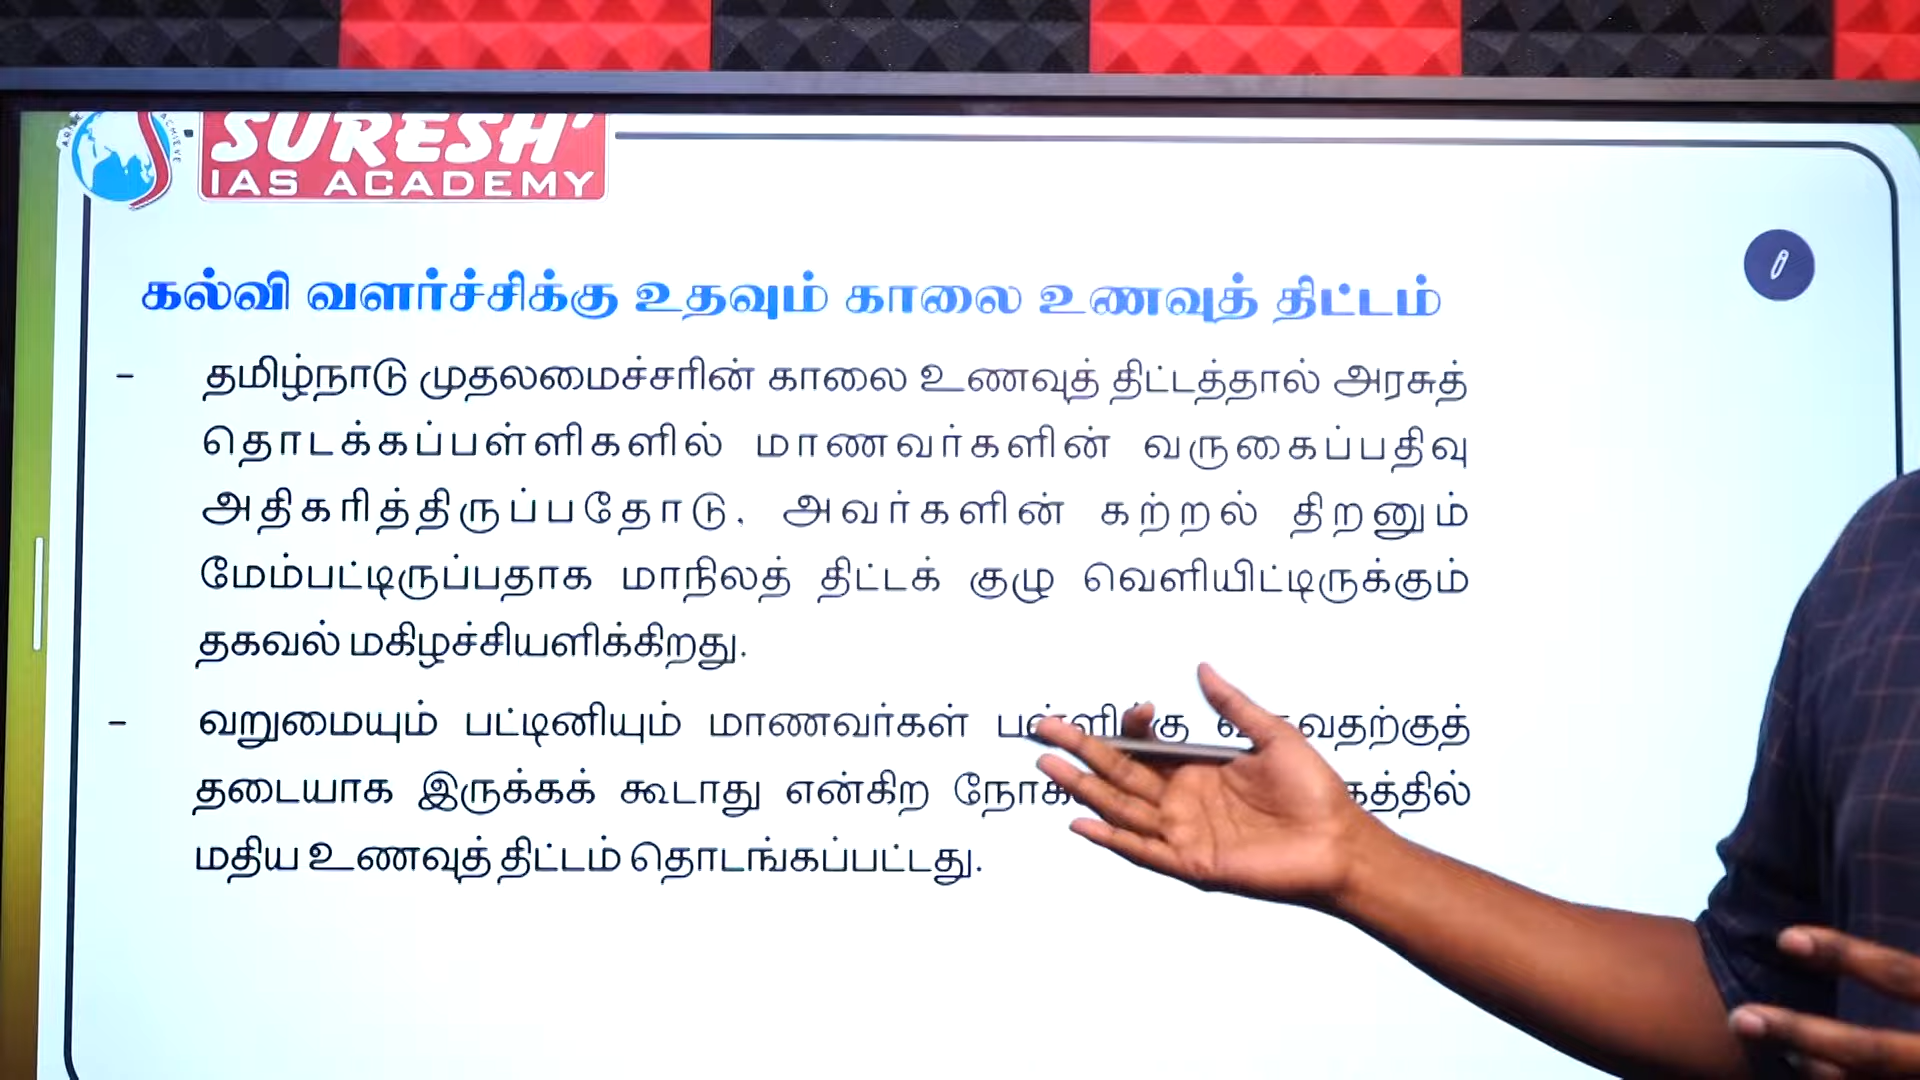 SURESH'
IAS ACADEMY
கல்வி வளர்ச்சிக்கு உதவும் காலை உணவுத் திட்டம்
- தமிழ்நாடு முதலமைச்சரின் காலை உணவுத் திட்டத்தால் அரசுத்
தொடக்கப்பள்ளிகளில் மாணவர்களின் வருகைப்பதிவு
அதிகரித்திருப்பதோடு, அவர்களின் கற்றல் திறனும்
மேம்பட்டிருப்பதாக மாநிலத் திட்டக் குழு வெளியிட்டிருக்கும்
தகவல் மகிழச்சியளிக்கிறது.
- வறுமையும் பட்டினியும் மாணவர்கள்
தடையாக இருக்கக் கூடாது என்கிற
மதிய உணவுத் திட்டம் தொடங்கப்பட்டது.